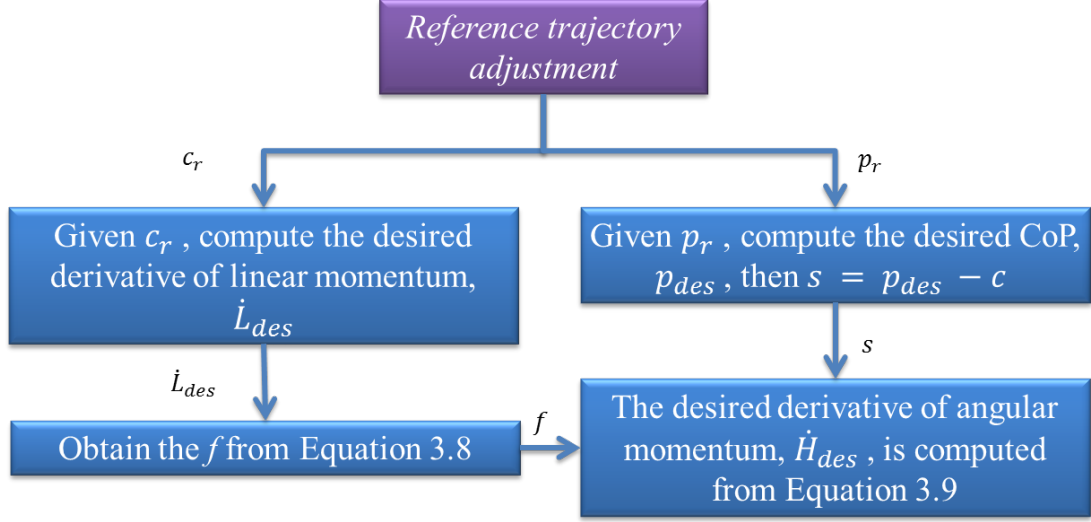 Reference trajectory
adjustment
c_r
p_r
Given c_r , compute the desired
derivative of linear momentum,
L̇_des
Given p_r , compute the desired CoP,
p_des , then s = p_des − c
L̇_des
s
Obtain the f from Equation 3.8
f
The desired derivative of angular
momentum, Ḣ_des , is computed
from Equation 3.9